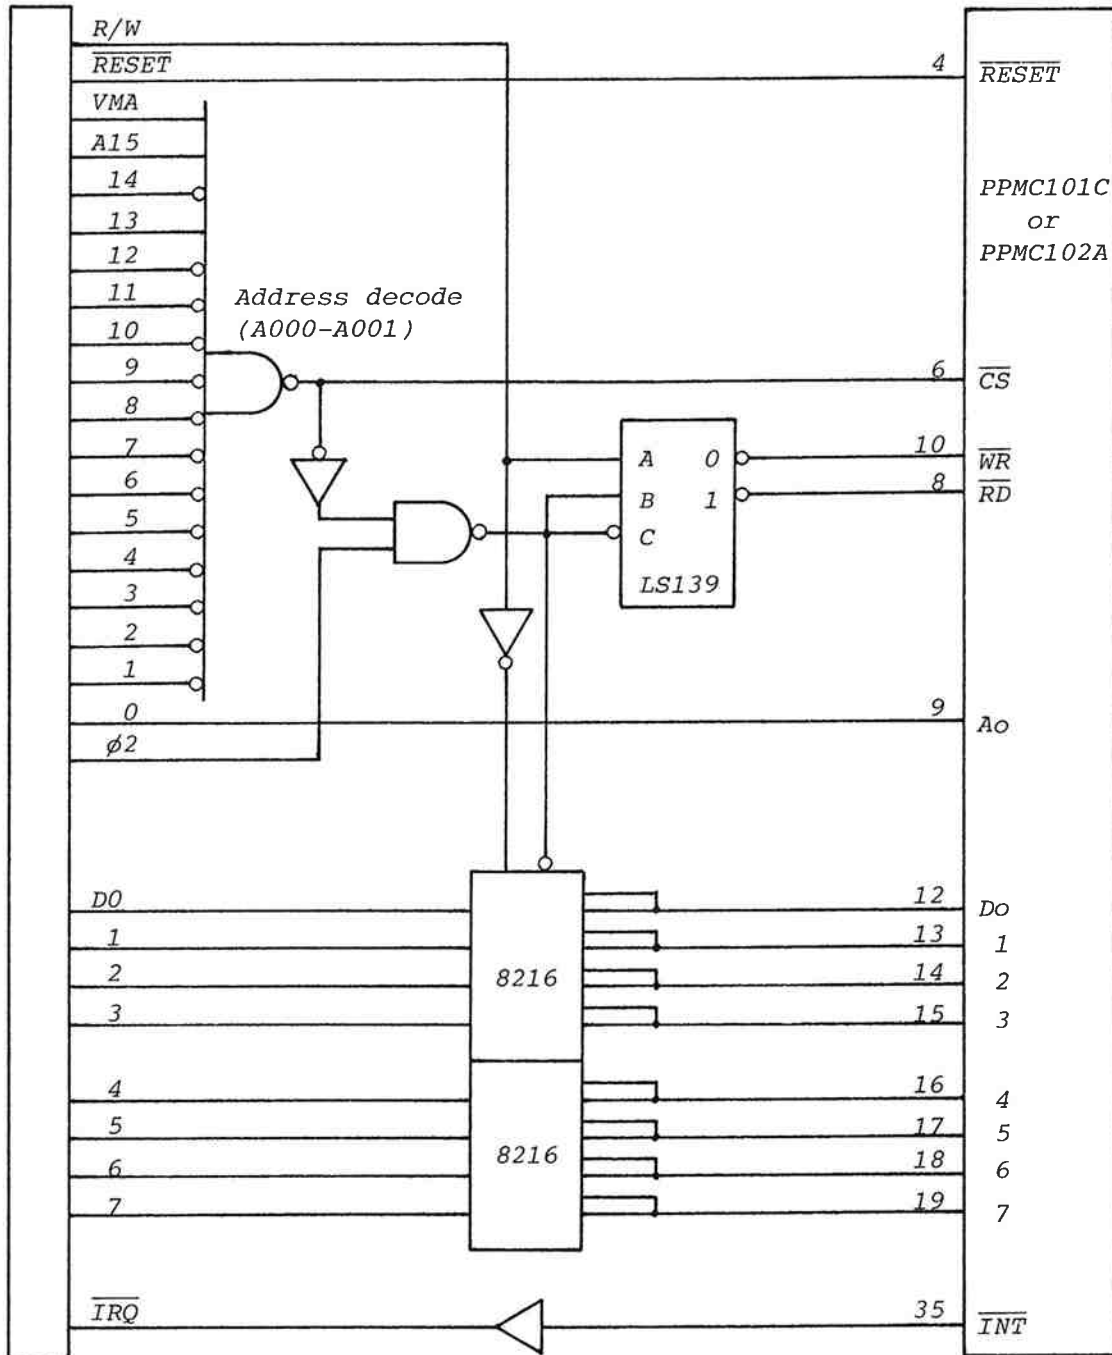 R/W
RESET 4 RESET
VMA
A15
14 PPMC101C
13 or
12 PPMC102A
11 Address decode
10 (A000-A001)
9 6 CS
8
7 A 0 10 WR
6 B 1 8 RD
5 C
4 LS139
3
2
1
0 9 Ao
ϕ2
D0 12 Do
1 13 1
2 8216 14 2
3 15 3
4 16 4
5 8216 17 5
6 18 6
7 19 7
IRQ 35 INT